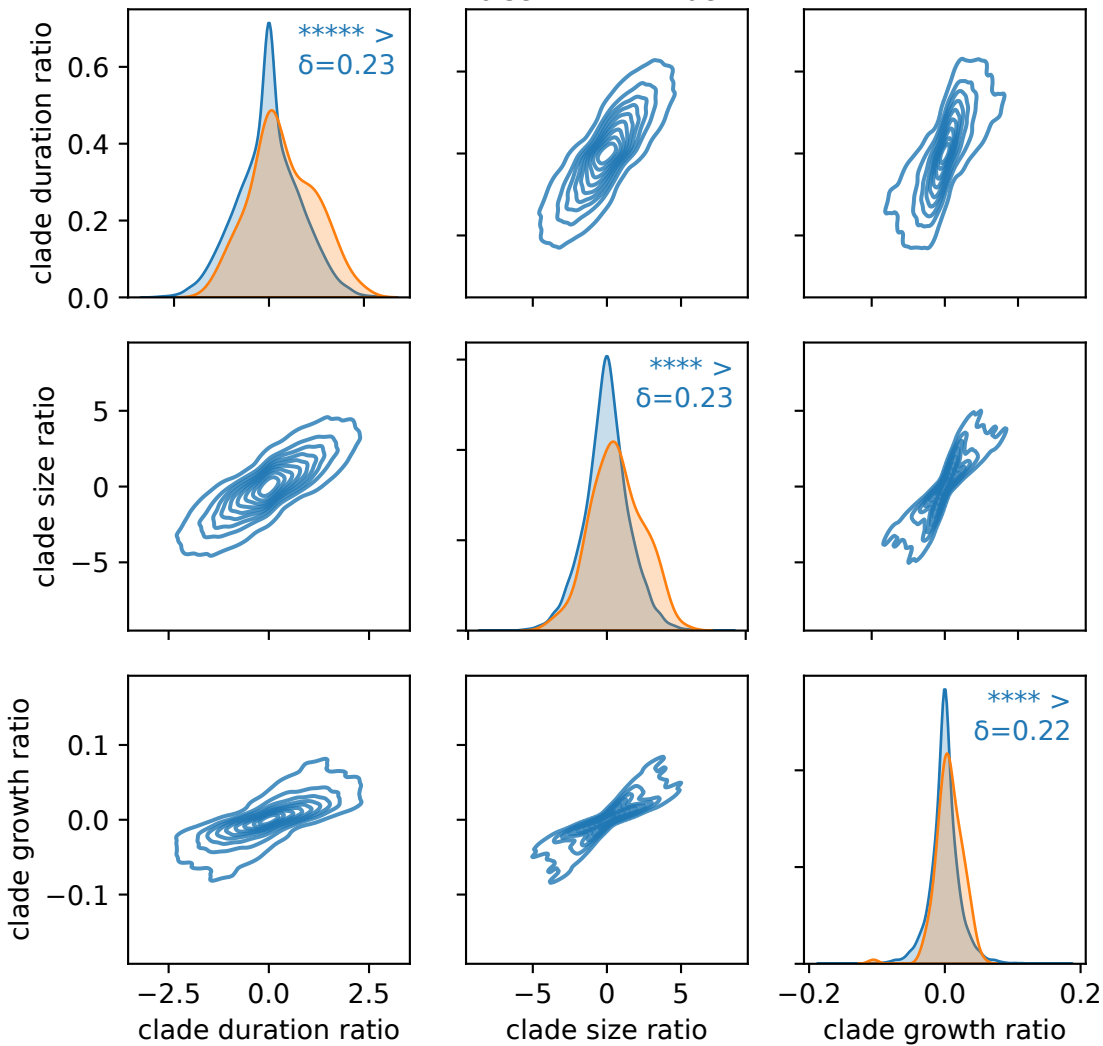 clade duration ratio
0.6
0.4
0.2
0.0
***** >
δ=0.23
clade size ratio
5
0
−5
**** >
δ=0.23
clade growth ratio
0.1
0.0
−0.1
**** >
δ=0.22
−2.5
0.0
2.5
−5
0
5
−0.2
0.0
0.2
clade duration ratio
clade size ratio
clade growth ratio